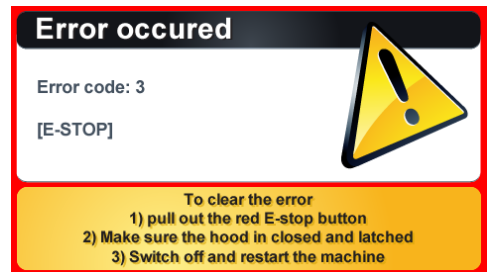 Error occured
Error code: 3
[E-STOP]
To clear the error
1) pull out the red E-stop button
2) Make sure the hood in closed and latched
3) Switch off and restart the machine